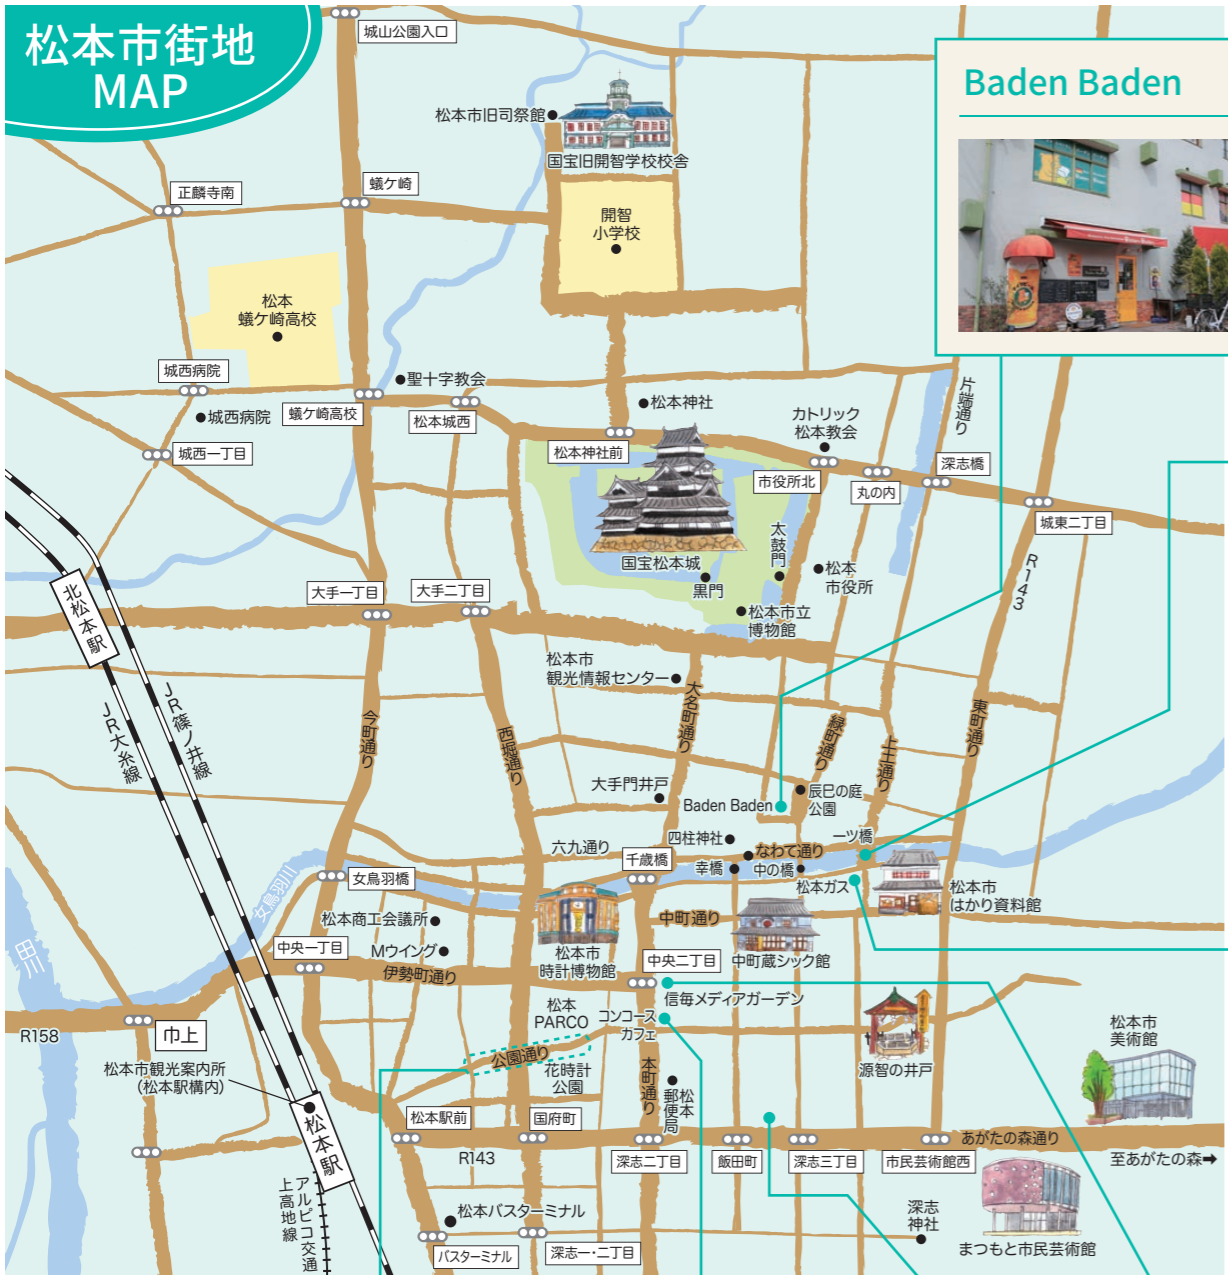 松本市街地
MAP
城山公園入口
Baden Baden
松本市旧司祭館
国宝旧開智学校校舎
正麟寺南
蟻ケ崎
開智
小学校
松本
蟻ケ崎高校
城西病院
城西病院
蟻ケ崎高校
聖十字教会
松本城西
松本神社
カトリック
松本教会
片端通り
城西一丁目
松本神社前
市役所北
丸の内
深志橋
城東二丁目
国宝松本城
黒門
太鼓門
松本
市役所
松本市立
博物館
R143
北松本駅
大手一丁目
大手二丁目
JR篠ノ井線
JR大糸線
松本市
観光情報センター
大名町通り
今町通り
西堀通り
緑町通り
上土通り
東町通り
大手門井戸
Baden Baden
辰巳の庭
公園
六九通り
四柱神社
なわて通り
一ツ橋
千歳橋
幸橋
中の橋
松本ガス
女鳥羽川
女鳥羽橋
松本市
はかり資料館
松本商工会議所
中町通り
Mウイング
松本市
時計博物館
中町蔵シック館
田川
中央一丁目
伊勢町通り
中央二丁目
信毎メディアガーデン
松本
PARCO
コンコース
カフェ
R158
巾上
公園通り
花時計
公園
本町通り
源智の井戸
松本市
美術館
松本市観光案内所
(松本駅構内)
松本
郵便局
松本駅
松本駅前
国府町
R143
深志二丁目
飯田町
深志三丁目
市民芸術館西
あがたの森通り
至あがたの森➡
アルピコ交通
上高地線
松本バスターミナル
バスターミナル
深志一・二丁目
深志
神社
まつもと市民芸術館